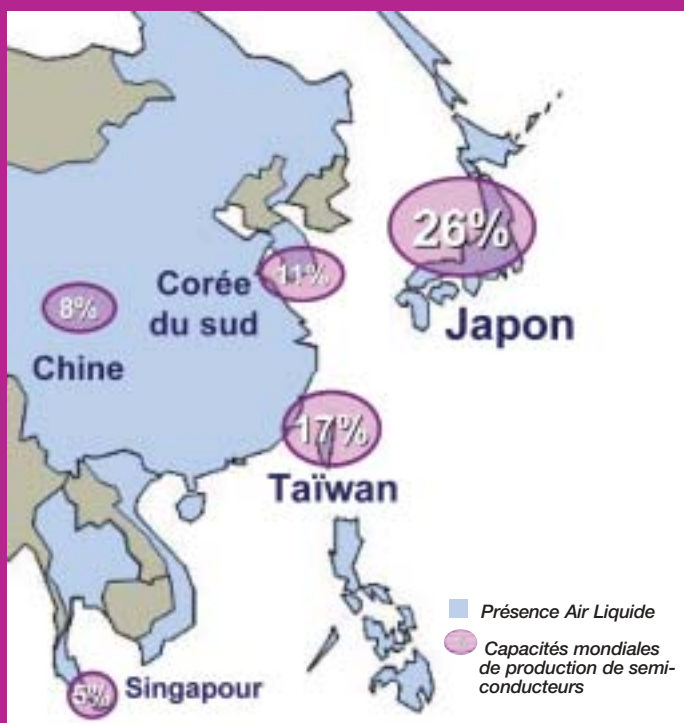 26%
Japon
11%
Corée
du sud
8%
Chine
17%
Taïwan
5%
Singapour
Présence Air Liquide
Capacités mondiales
de production de semi-
conducteurs